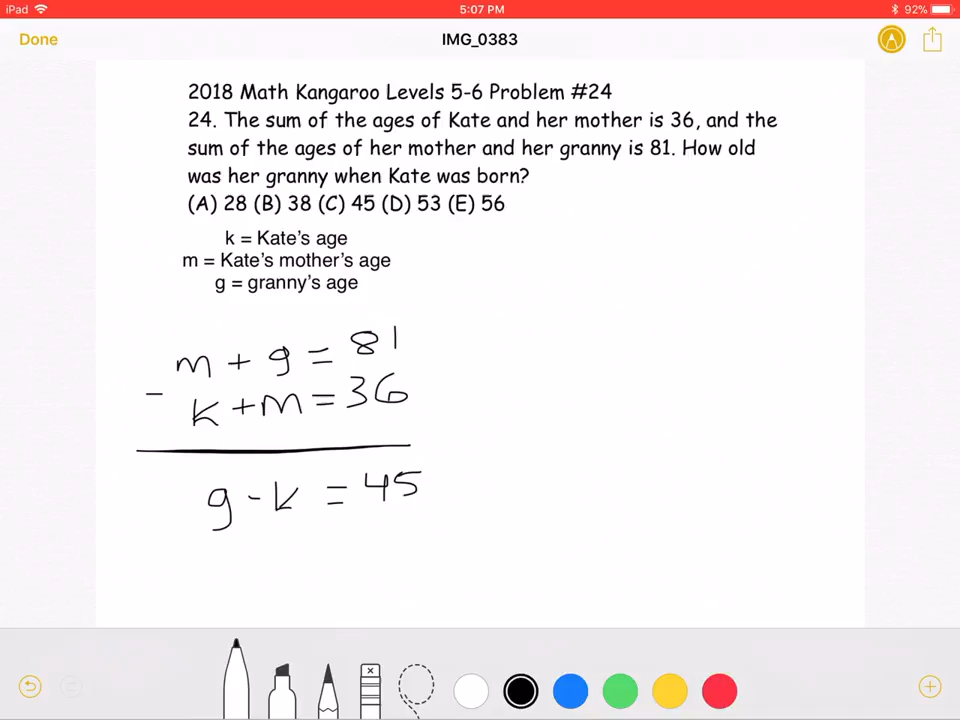 iPad 5:07 PM 92%
Done IMG_0383
2018 Math Kangaroo Levels 5-6 Problem #24
24. The sum of the ages of Kate and her mother is 36, and the
sum of the ages of her mother and her granny is 81. How old
was her granny when Kate was born?
(A) 28 (B) 38 (C) 45 (D) 53 (E) 56
k = Kate's age
m = Kate's mother's age
g = granny's age
m + g = 81
- k + m = 36
g - k = 45